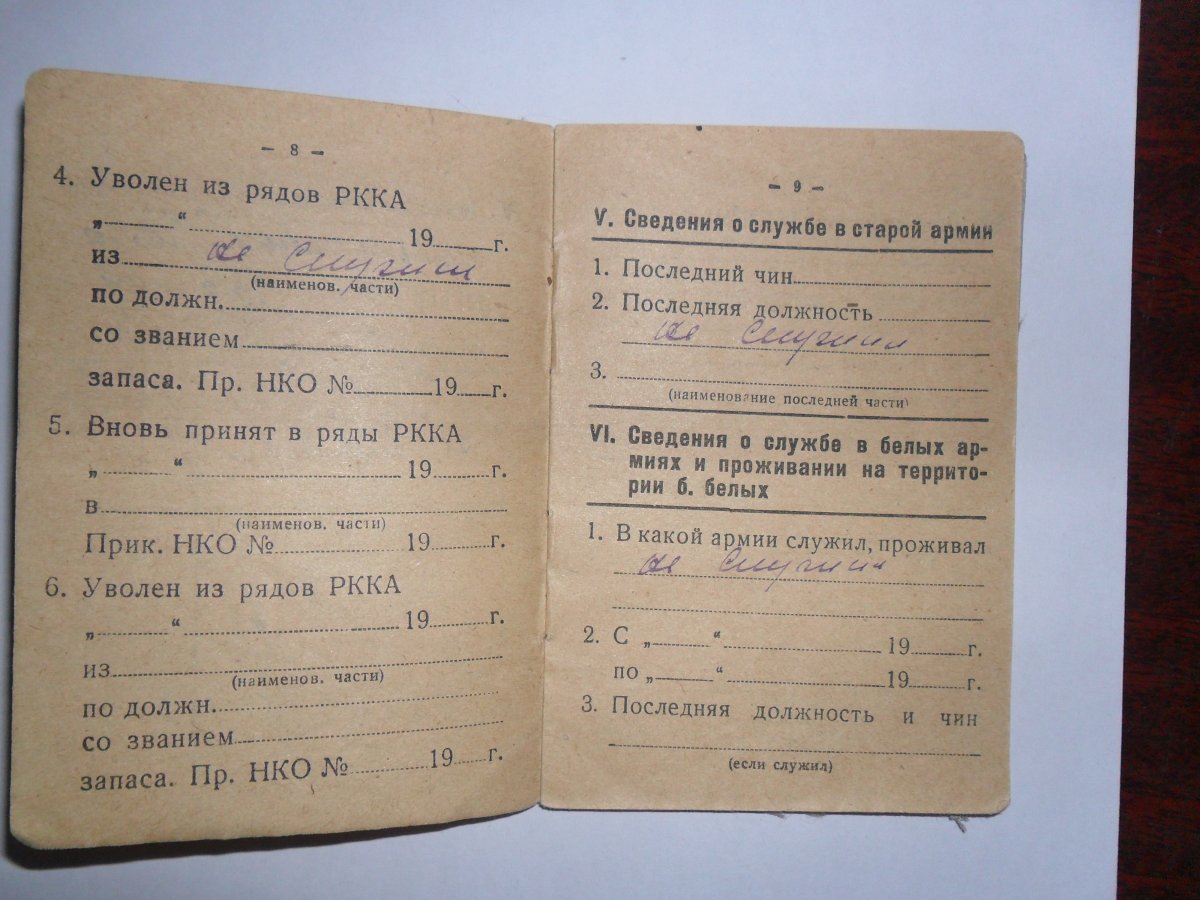 — 8 —
4. Уволен из рядов РККА
„ “ 19 г.
из не служил
(наименов. части)
по должн.
со званием
запаса. Пр. НКО № 19 г.
5. Вновь принят в ряды РККА
„ “ 19 г.
в
(наименов. части)
Прик. НКО № 19 г.
6. Уволен из рядов РККА
„ “ 19 г.
из
(наименов. части)
по должн.
со званием
запаса. Пр. НКО № 19 г.
— 9 —
V. Сведения о службе в старой армии
1. Последний чин
2. Последняя должность
не служил
3.
(наименование последней части)
VI. Сведения о службе в белых ар-
миях и проживании на террито-
рии б. белых
1. В какой армии служил, проживал
не служил
2. С „ “ 19 г.
по „ “ 19 г.
3. Последняя должность и чин
(если служил)